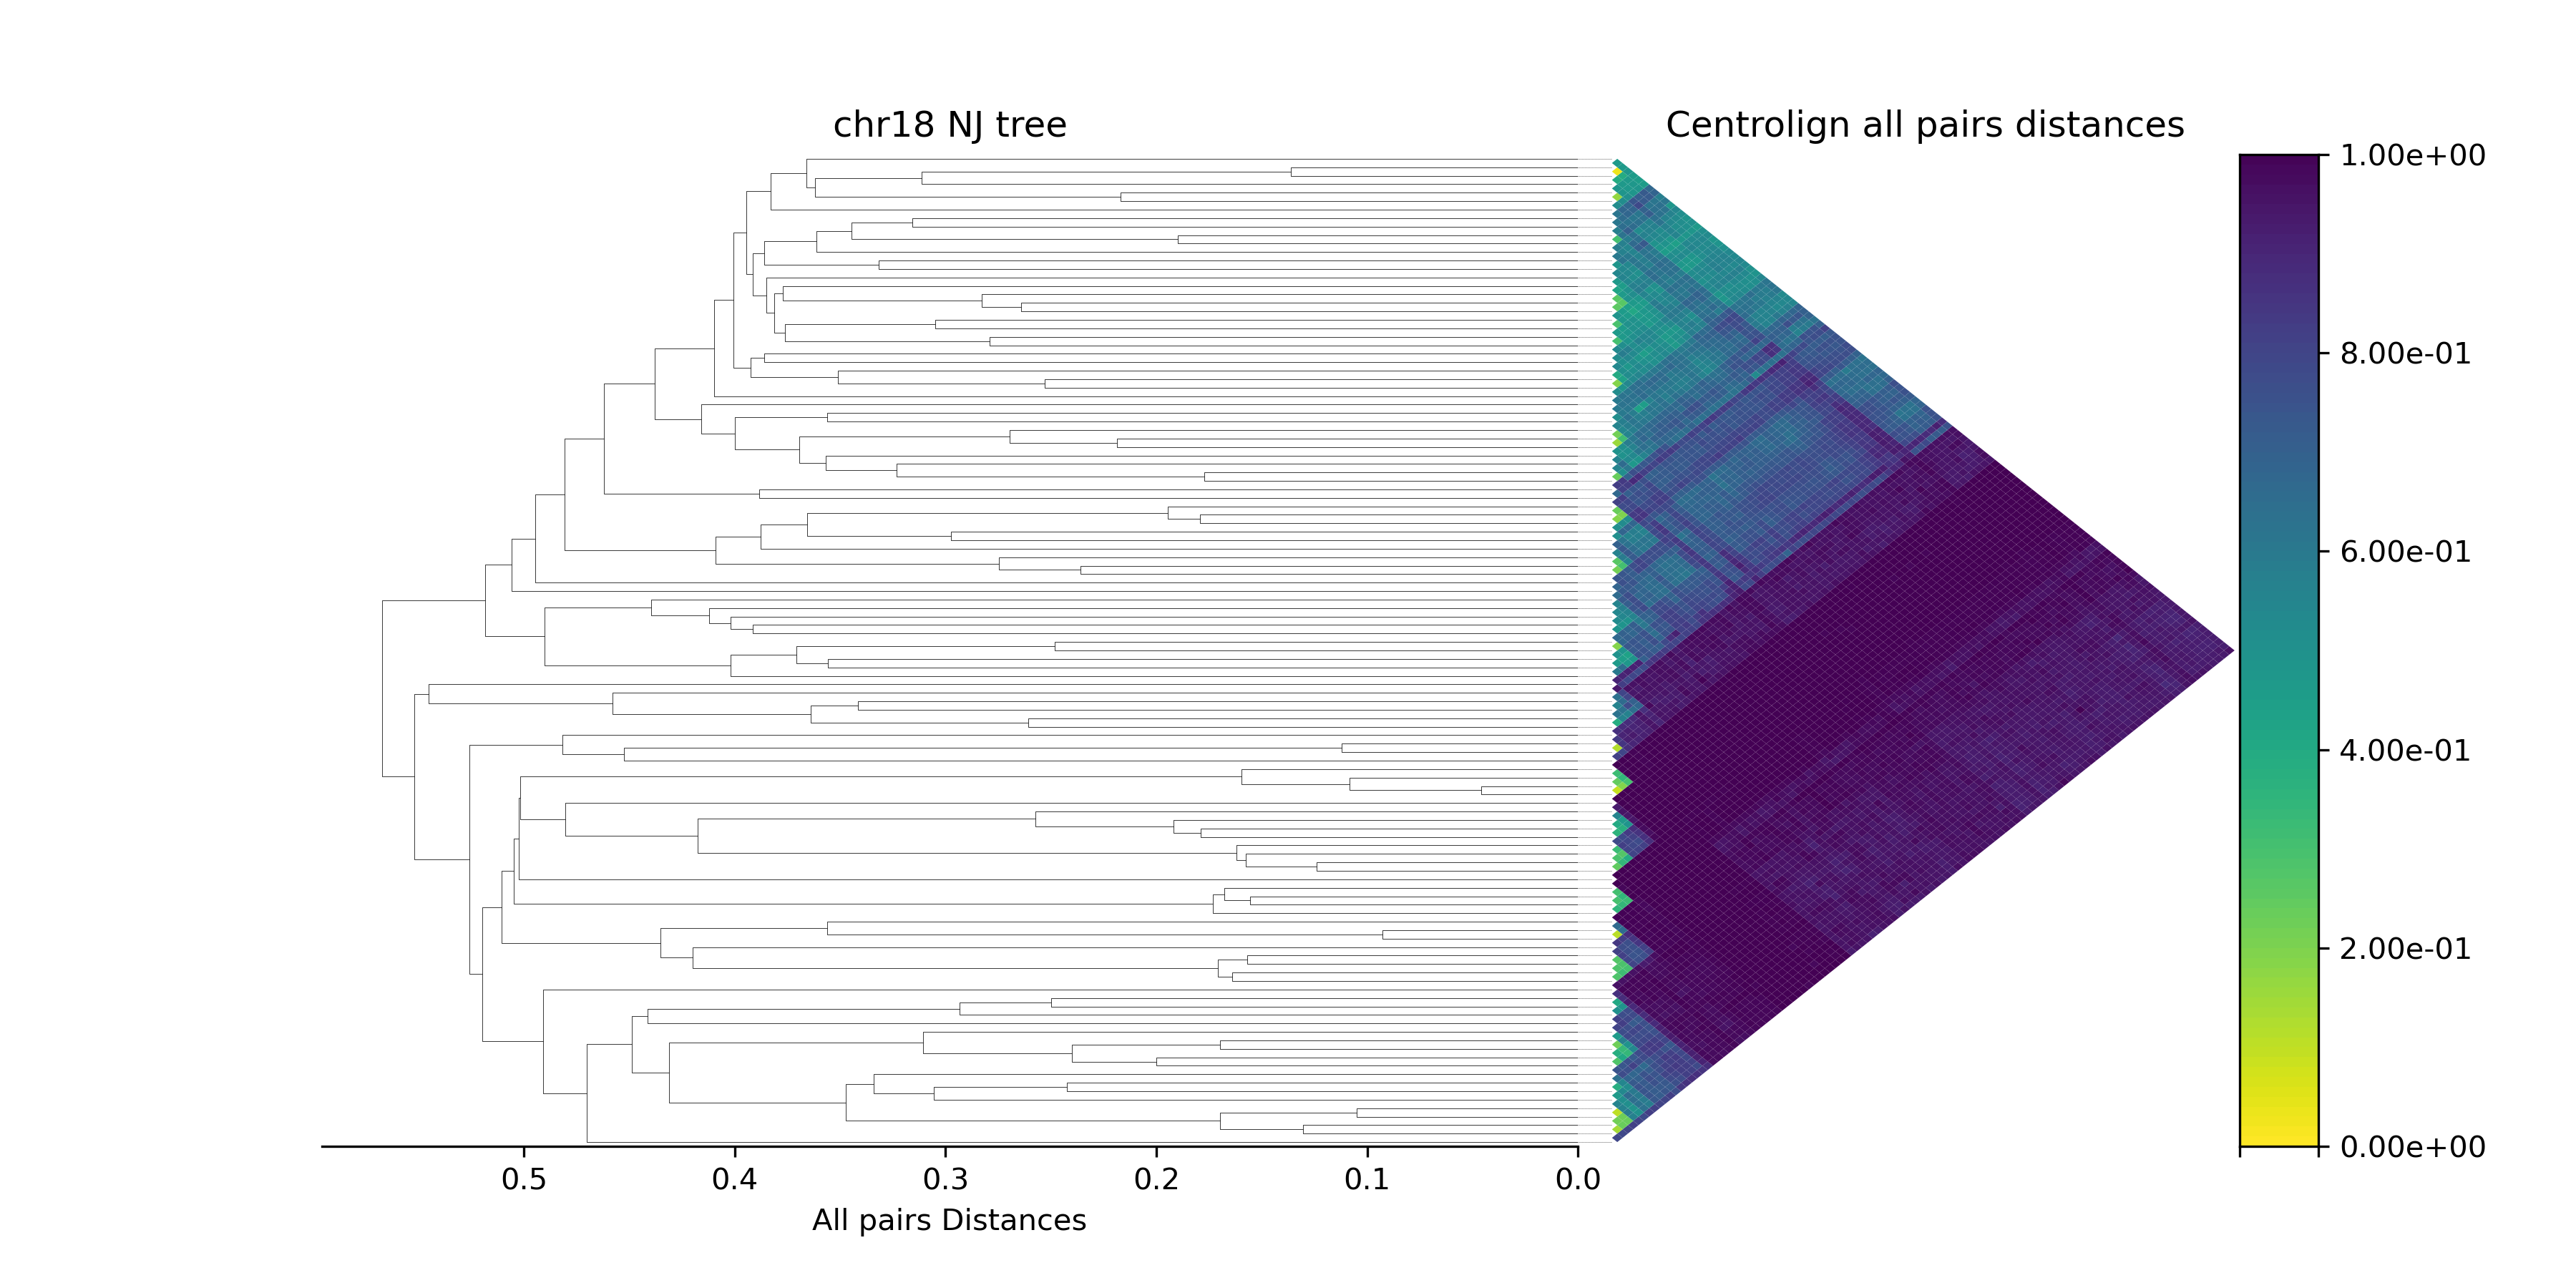 chr18 NJ tree
Centrolign all pairs distances
1.00e+00
8.00e-01
6.00e-01
4.00e-01
2.00e-01
0.00e+00
0.5 0.4 0.3 0.2 0.1 0.0
All pairs Distances